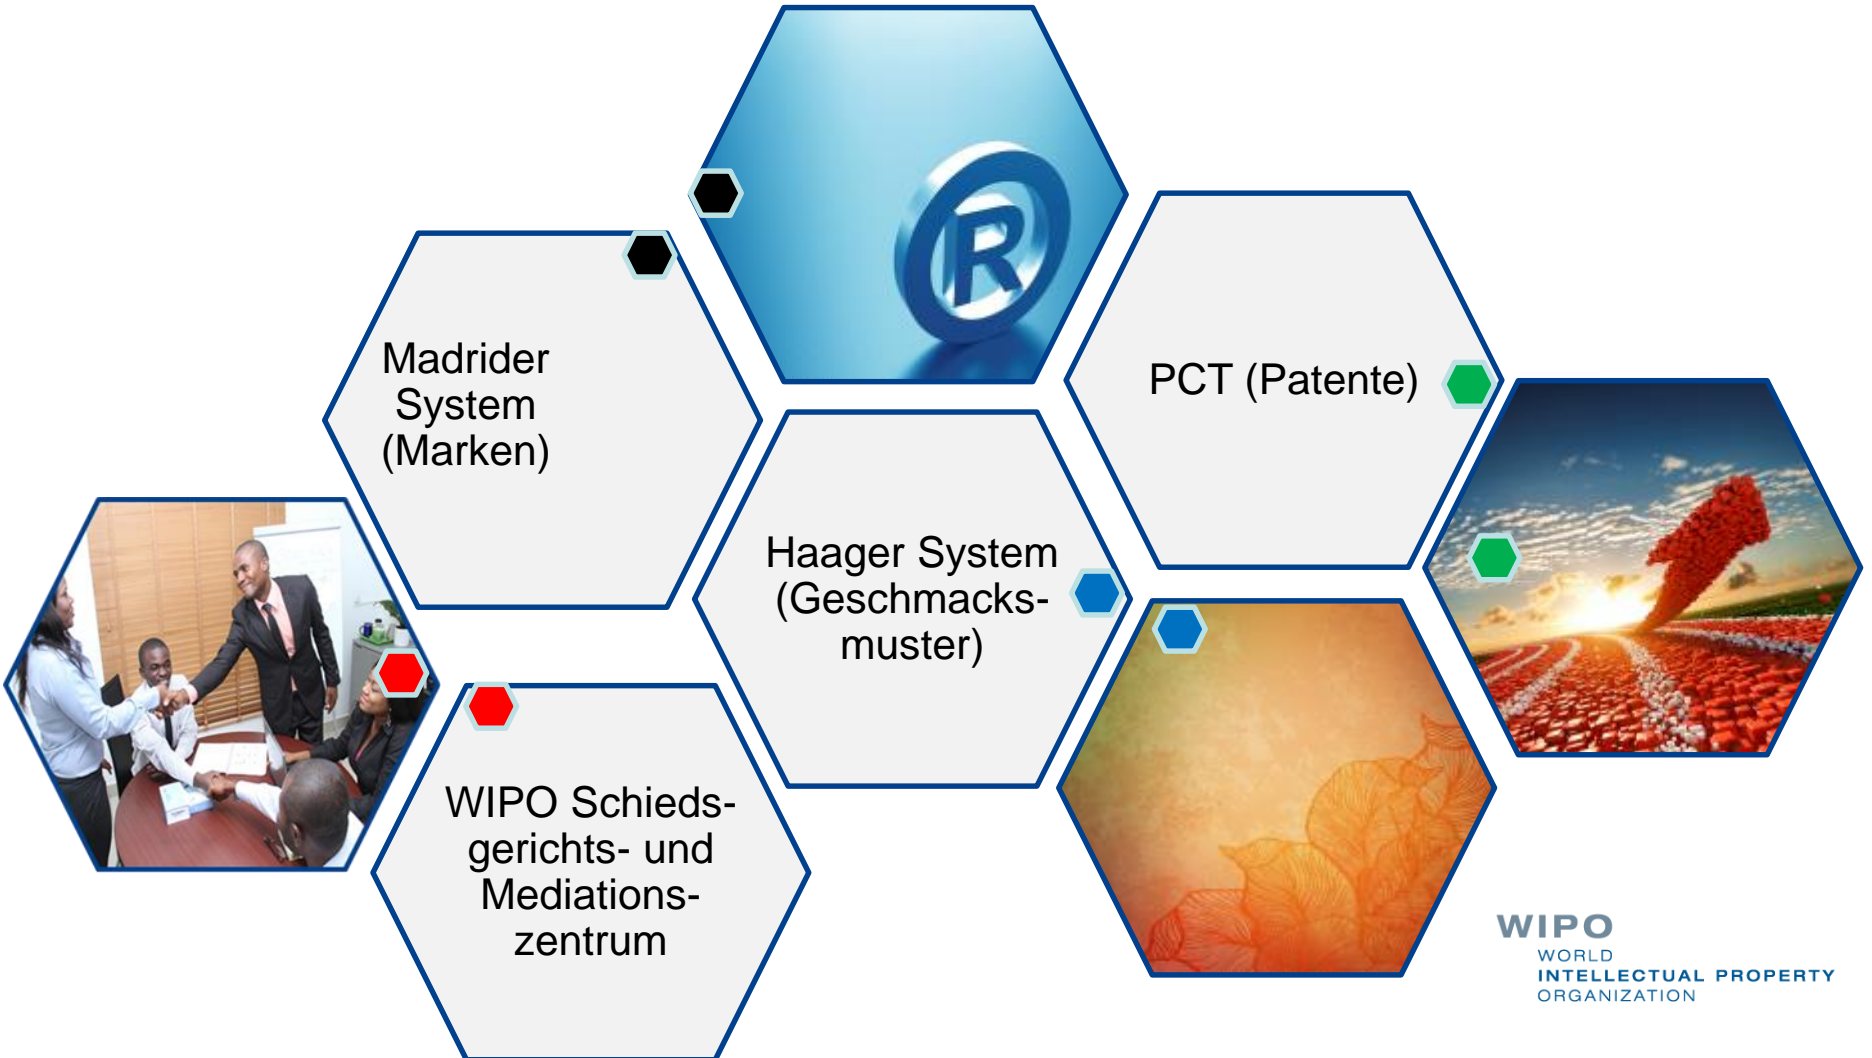 R
Madrider
System
(Marken)
PCT (Patente)
Haager System
(Geschmacks-
muster)
WIPO Schieds-
gerichts- und
Mediations-
zentrum
WIPO
WORLD
INTELLECTUAL PROPERTY
ORGANIZATION